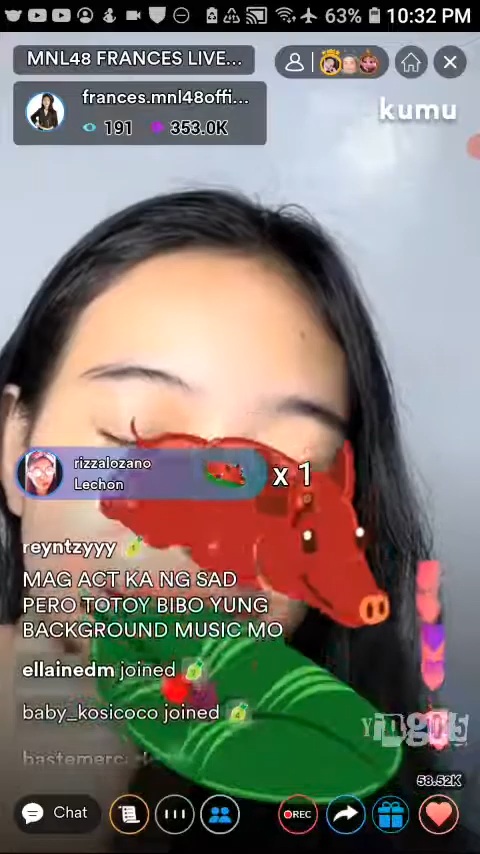 63% 10:32 PM
MNL48 FRANCES LIVE...
frances.mnl48offi...
191 353.0K
kumu
rizzalozano
Lechon
x 1
reyntzyyy
MAG ACT KA NG SAD
PERO TOTOY BIBO YUNG
BACKGROUND MUSIC MO
ellainedm joined
baby_kosicoco joined
58.52K
Chat
REC